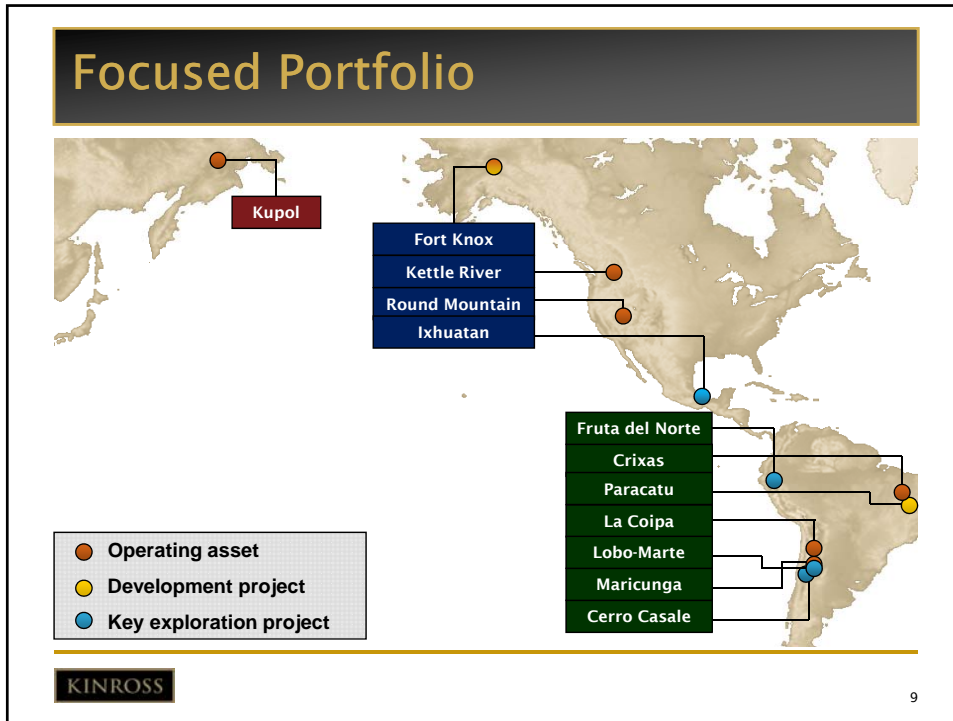 Focused Portfolio
Kupol
Fort Knox
Kettle River
Round Mountain
Ixhuatan
Fruta del Norte
Crixas
Paracatu
La Coipa
Lobo-Marte
Maricunga
Cerro Casale
Operating asset
Development project
Key exploration project
KINROSS
9